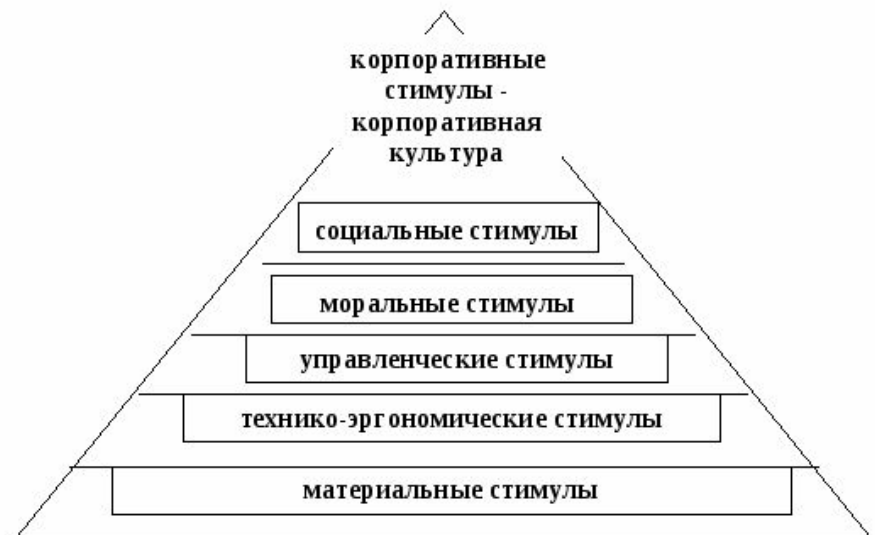 корпоративные
стимулы -
корпоративная
культура
социальные стимулы
моральные стимулы
управленческие стимулы
технико-эргономические стимулы
материальные стимулы